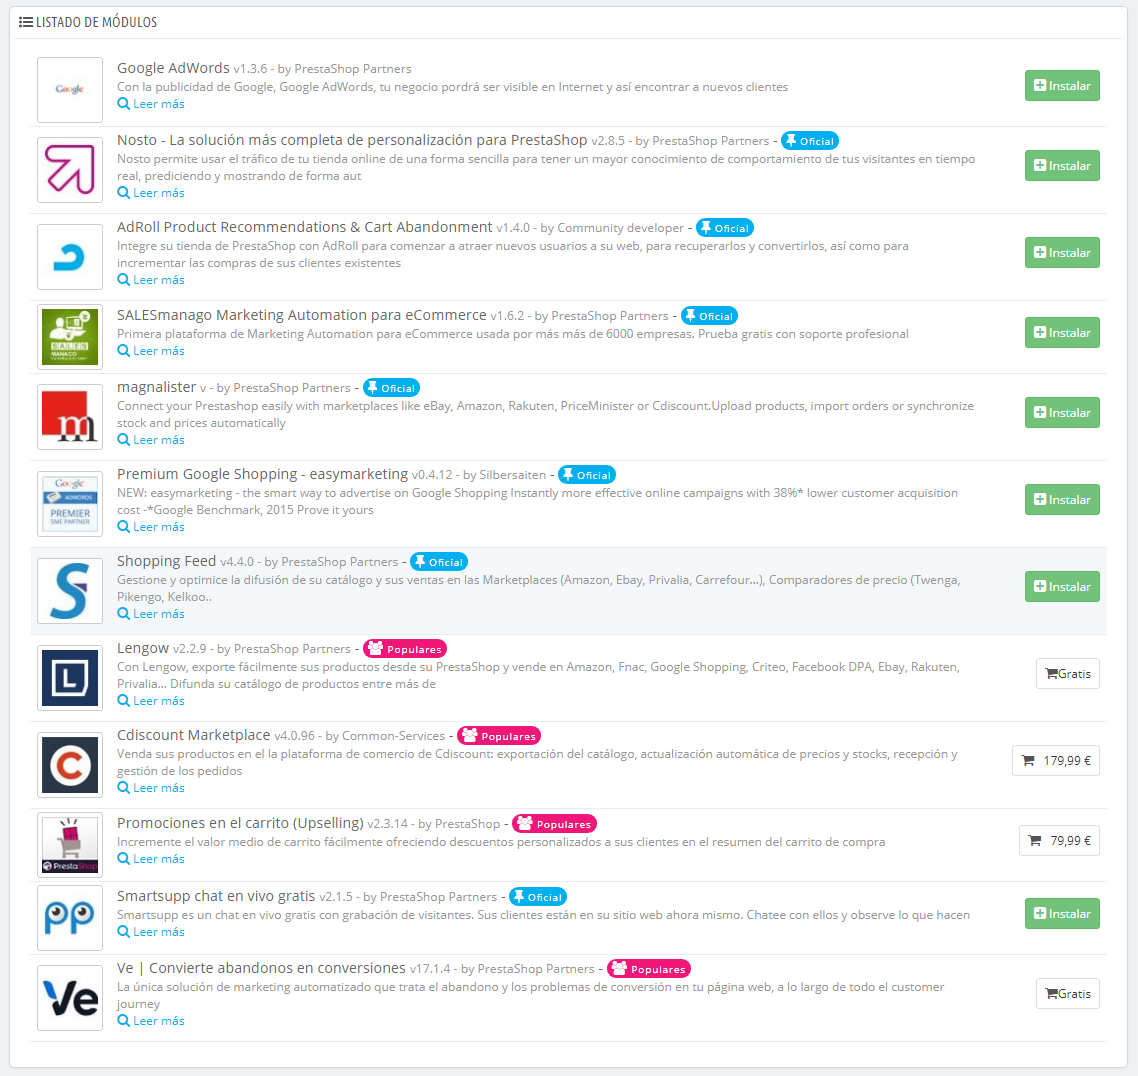 LISTADO DE MÓDULOS
Google
Google AdWords v1.3.6 - by PrestaShop Partners
Con la publicidad de Google, Google AdWords, tu negocio pordrá ser visible en Internet y así encontrar a nuevos clientes
Leer más
Instalar
Nosto - La solución más completa de personalización para PrestaShop v2.8.5 - by PrestaShop Partners - Oficial
Nosto permite usar el tráfico de tu tienda online de una forma sencilla para tener un mayor conocimiento de comportamiento de tus visitantes en tiempo
real, prediciendo y mostrando de forma aut
Leer más
Instalar
AdRoll Product Recommendations & Cart Abandonment v1.4.0 - by Community developer - Oficial
Integre su tienda de PrestaShop con AdRoll para comenzar a atraer nuevos usuarios a su web, para recuperarlos y convertirlos, así como para
incrementar las compras de sus clientes existentes
Leer más
Instalar
SALES
MANAGO
SALESmanago Marketing Automation para eCommerce v1.6.2 - by PrestaShop Partners - Oficial
Primera plataforma de Marketing Automation para eCommerce usada por más más de 6000 empresas. Prueba gratis con soporte profesional
Leer más
Instalar
m
magnalister v - by PrestaShop Partners - Oficial
Connect your Prestashop easily with marketplaces like eBay, Amazon, Rakuten, PriceMinister or Cdiscount.Upload products, import orders or synchronize
stock and prices automatically
Leer más
Instalar
Google
ADWORDS
PREMIER
SME PARTNER
Premium Google Shopping - easymarketing v0.4.12 - by Silbersaiten - Oficial
NEW: easymarketing - the smart way to advertise on Google Shopping Instantly more effective online campaigns with 38%* lower customer acquisition
cost -*Google Benchmark, 2015 Prove it yours
Leer más
Instalar
S
Shopping Feed v4.4.0 - by PrestaShop Partners - Oficial
Gestione y optimice la difusión de su catálogo y sus ventas en las Marketplaces (Amazon, Ebay, Privalia, Carrefour...), Comparadores de precio (Twenga,
Pikengo, Kelkoo..
Leer más
Instalar
L
Lengow v2.2.9 - by PrestaShop Partners - Populares
Con Lengow, exporte fácilmente sus productos desde su PrestaShop y vende en Amazon, Fnac, Google Shopping, Criteo, Facebook DPA, Ebay, Rakuten,
Privalia... Difunda su catálogo de productos entre más de
Leer más
Gratis
C
Cdiscount Marketplace v4.0.96 - by Common-Services - Populares
Venda sus productos en el la plataforma de comercio de Cdiscount: exportación del catálogo, actualización automática de precios y stocks, recepción y
gestión de los pedidos
Leer más
179,99 €
PrestaShop
Promociones en el carrito (Upselling) v2.3.14 - by PrestaShop - Populares
Incremente el valor medio de carrito fácilmente ofreciendo descuentos personalizados a sus clientes en el resumen del carrito de compra
Leer más
79,99 €
Smartsupp chat en vivo gratis v2.1.5 - by PrestaShop Partners - Oficial
Smartsupp es un chat en vivo gratis con grabación de visitantes. Sus clientes están en su sitio web ahora mismo. Chatee con ellos y observe lo que hacen
Leer más
Instalar
Ve
Ve | Convierte abandonos en conversiones v17.1.4 - by PrestaShop Partners - Populares
La única solución de marketing automatizado que trata el abandono y los problemas de conversión en tu página web, a lo largo de todo el customer
journey
Leer más
Gratis